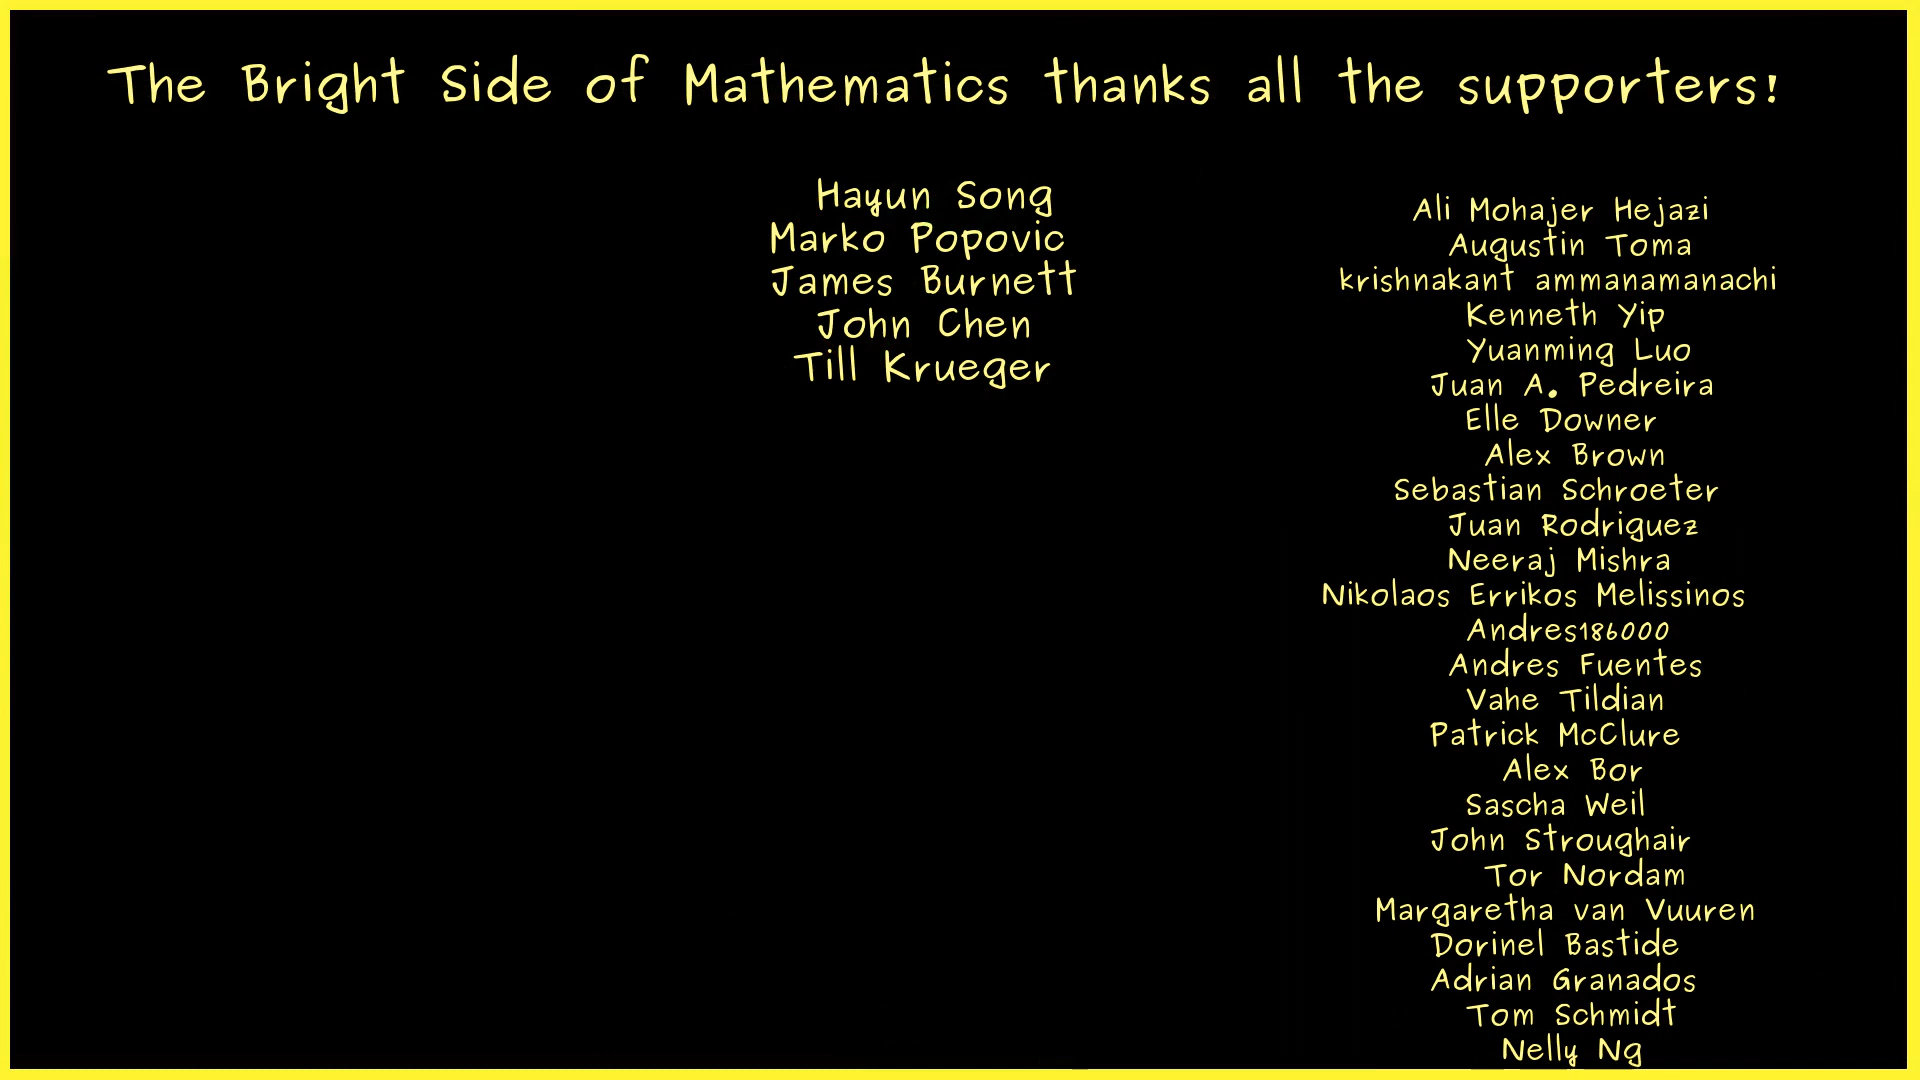 The Bright Side of Mathematics thanks all the supporters!
Hayun Song
Marko Popovic
James Burnett
John Chen
Till Krueger
Ali Mohajer Hejazi
Augustin Toma
krishnakant ammanamanachi
Kenneth Yip
Yuanming Luo
Juan A. Pedreira
Elle Downer
Alex Brown
Sebastian Schroeter
Juan Rodriguez
Neeraj Mishra
Nikolaos Errikos Melissinos
Andres186000
Andres Fuentes
Vahe Tildian
Patrick McClure
Alex Bor
Sascha Weil
John Stroughair
Tor Nordam
Margaretha van Vuuren
Dorinel Bastide
Adrian Granados
Tom Schmidt
Nelly Ng